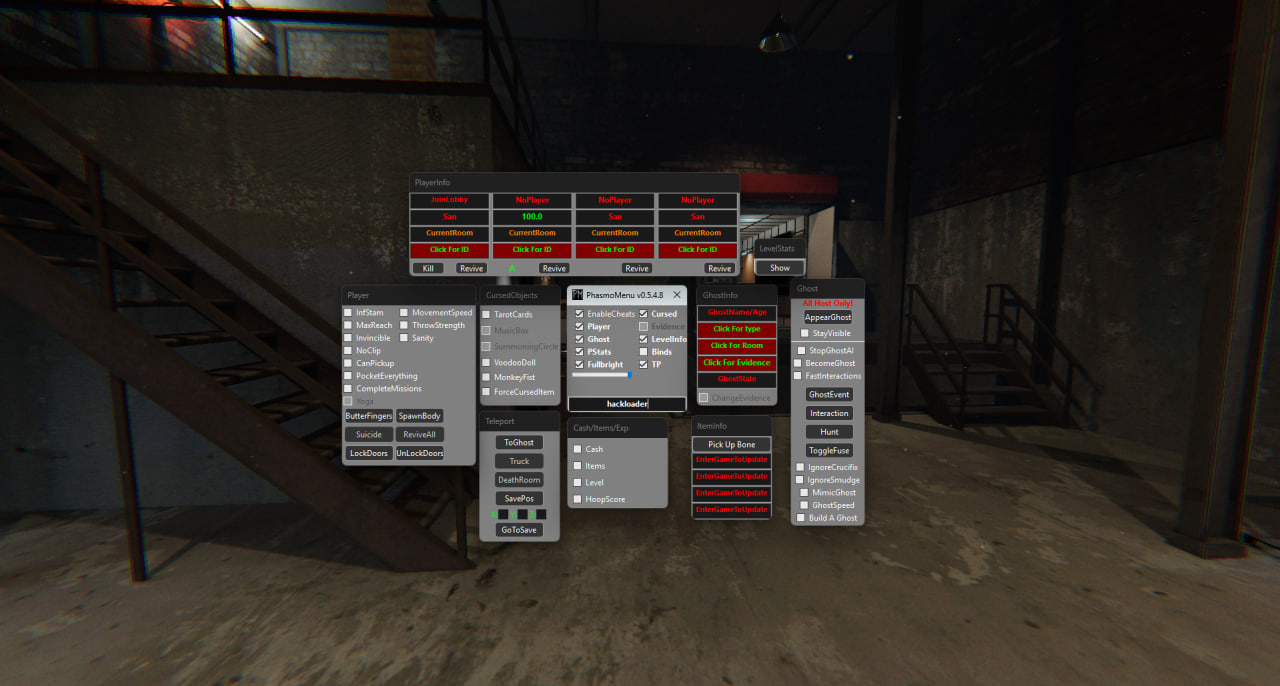 PlayerInfo
JoinLobby NoPlayer NoPlayer NoPlayer
San 100.0 San San
CurrentRoom CurrentRoom CurrentRoom CurrentRoom
Click For ID Click For ID Click For ID Click For ID
Kill Revive A Revive Revive Revive
LevelStats
Show
Player
InfStam MovementSpeed
MaxReach ThrowStrength
Invincible Sanity
NoClip
CanPickup
PocketEverything
CompleteMissions
Yoga
ButterFingers SpawnBody
Suicide ReviveAll
LockDoors UnLockDoors
CursedObjects
TarotCards
MusicBox
SummoningCircle
VoodooDoll
MonkeyFist
ForceCursedItem
Teleport
ToGhost
Truck
DeathRoom
SavePos
GoToSave
PhasmoMenu v0.5.4.8
EnableCheats Cursed
Player Evidence
Ghost LevelInfo
PStats Binds
Fullbright TP
hackloader
Cash/Items/Exp
Cash
Items
Level
HoopScore
GhostInfo
GhostName/Age
Click For type
Click For Room
Click For Evidence
GhostState
ChangeEvidence
ItemInfo
Pick Up Bone
EnterGameToUpdate
EnterGameToUpdate
EnterGameToUpdate
EnterGameToUpdate
Ghost
All Host Only!
AppearGhost
StayVisible
StopGhostAI
BecomeGhost
FastInteractions
GhostEvent
Interaction
Hunt
ToggleFuse
IgnoreCrucifix
IgnoreSmudge
MimicGhost
GhostSpeed
Build A Ghost